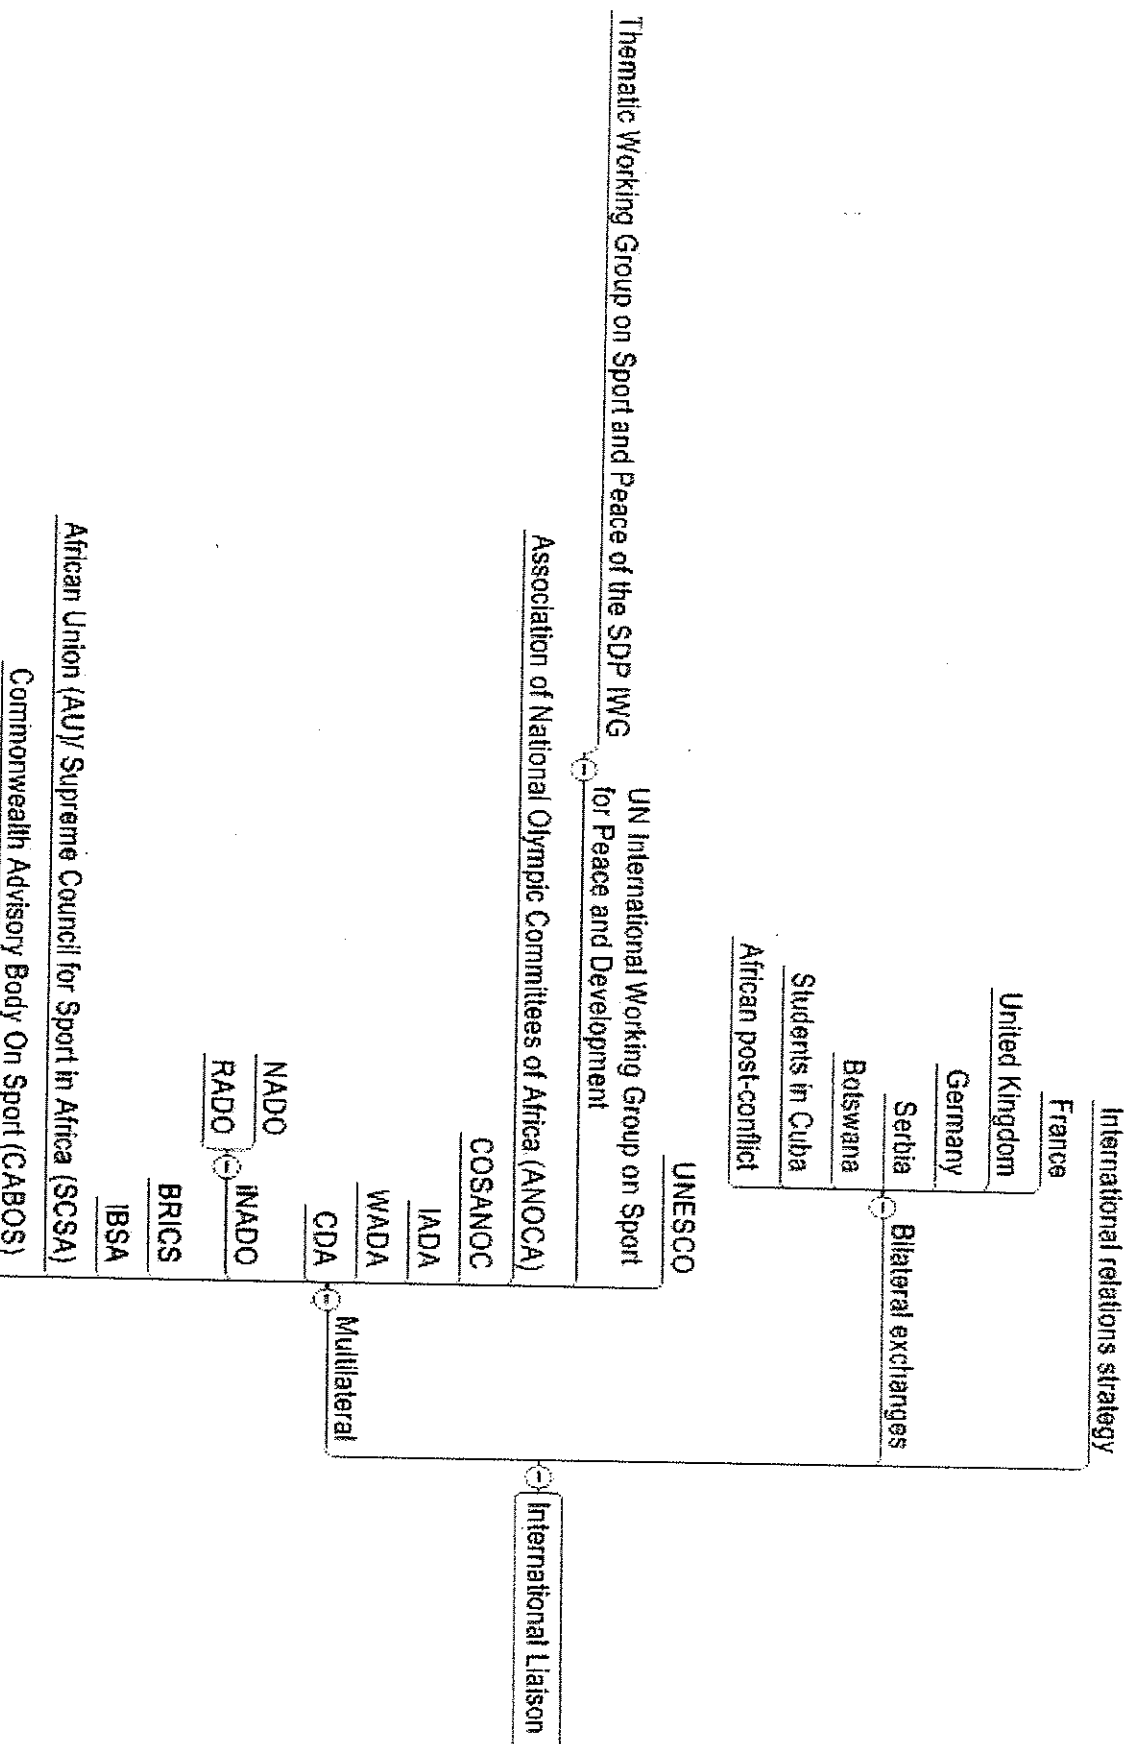 International relations strategy
France
United Kingdom
Germany
Serbia
Botswana
Students in Cuba
African post-conflict
Bilateral exchanges
UNESCO
UN International Working Group on Sport
for Peace and Development
Thematic Working Group on Sport and Peace of the SDP IWG
Association of National Olympic Committees of Africa (ANOCA)
COSANOC
IADA
WADA
CDA
iNADO
NADO
RADO
BRICS
IBSA
African Union (AU)/ Supreme Council for Sport in Africa (SCSA)
Commonwealth Advisory Body On Sport (CABOS)
Multilateral
International Liaison